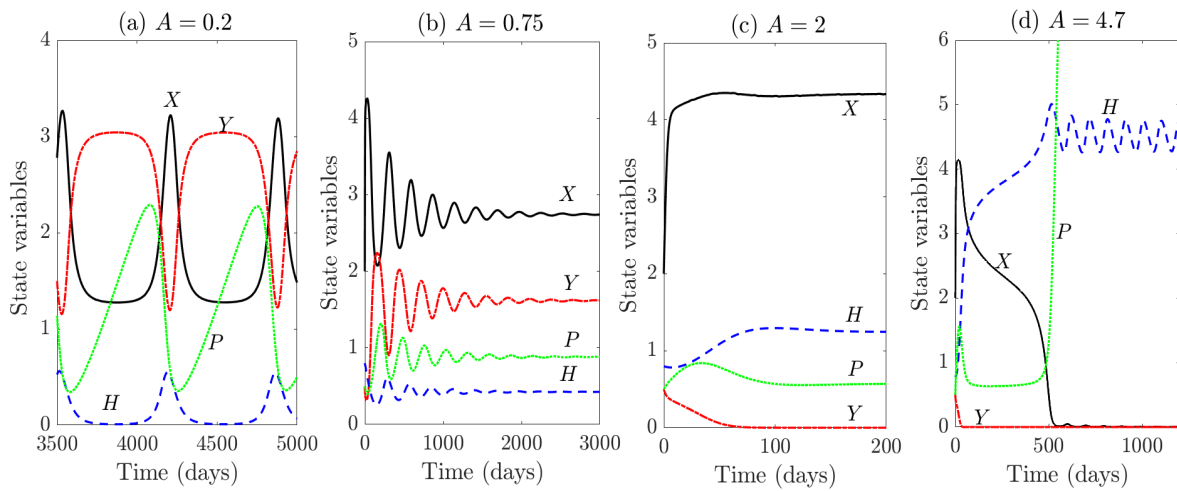 (a) A = 0.2
State variables
4
3
2
1
0
X
Y
P
H
3500 4000 4500 5000
Time (days)
(b) A = 0.75
State variables
5
4
3
2
1
0
X
Y
P
H
0 1000 2000 3000
Time (days)
(c) A = 2
State variables
5
4
3
2
1
0
X
H
P
Y
0 100 200
Time (days)
(d) A = 4.7
State variables
6
5
4
3
2
1
0
H
P
X
Y
0 500 1000
Time (days)